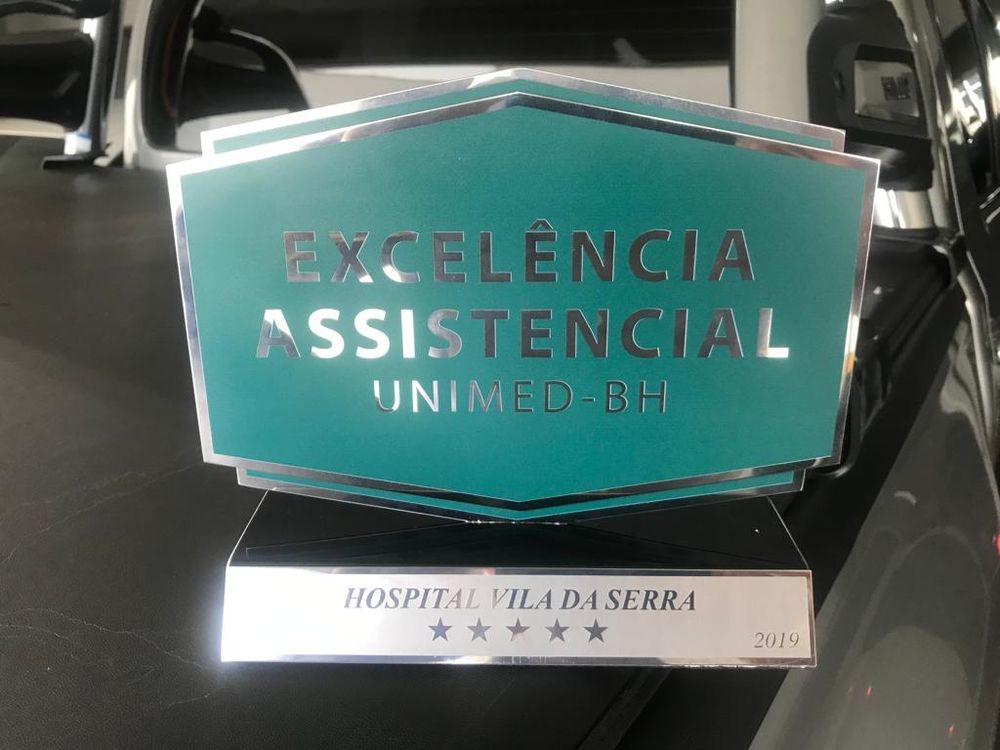 EXCELÊNCIA
ASSISTENCIAL
UNIMED-BH
HOSPITAL VILA DA SERRA
★★★★★
2019